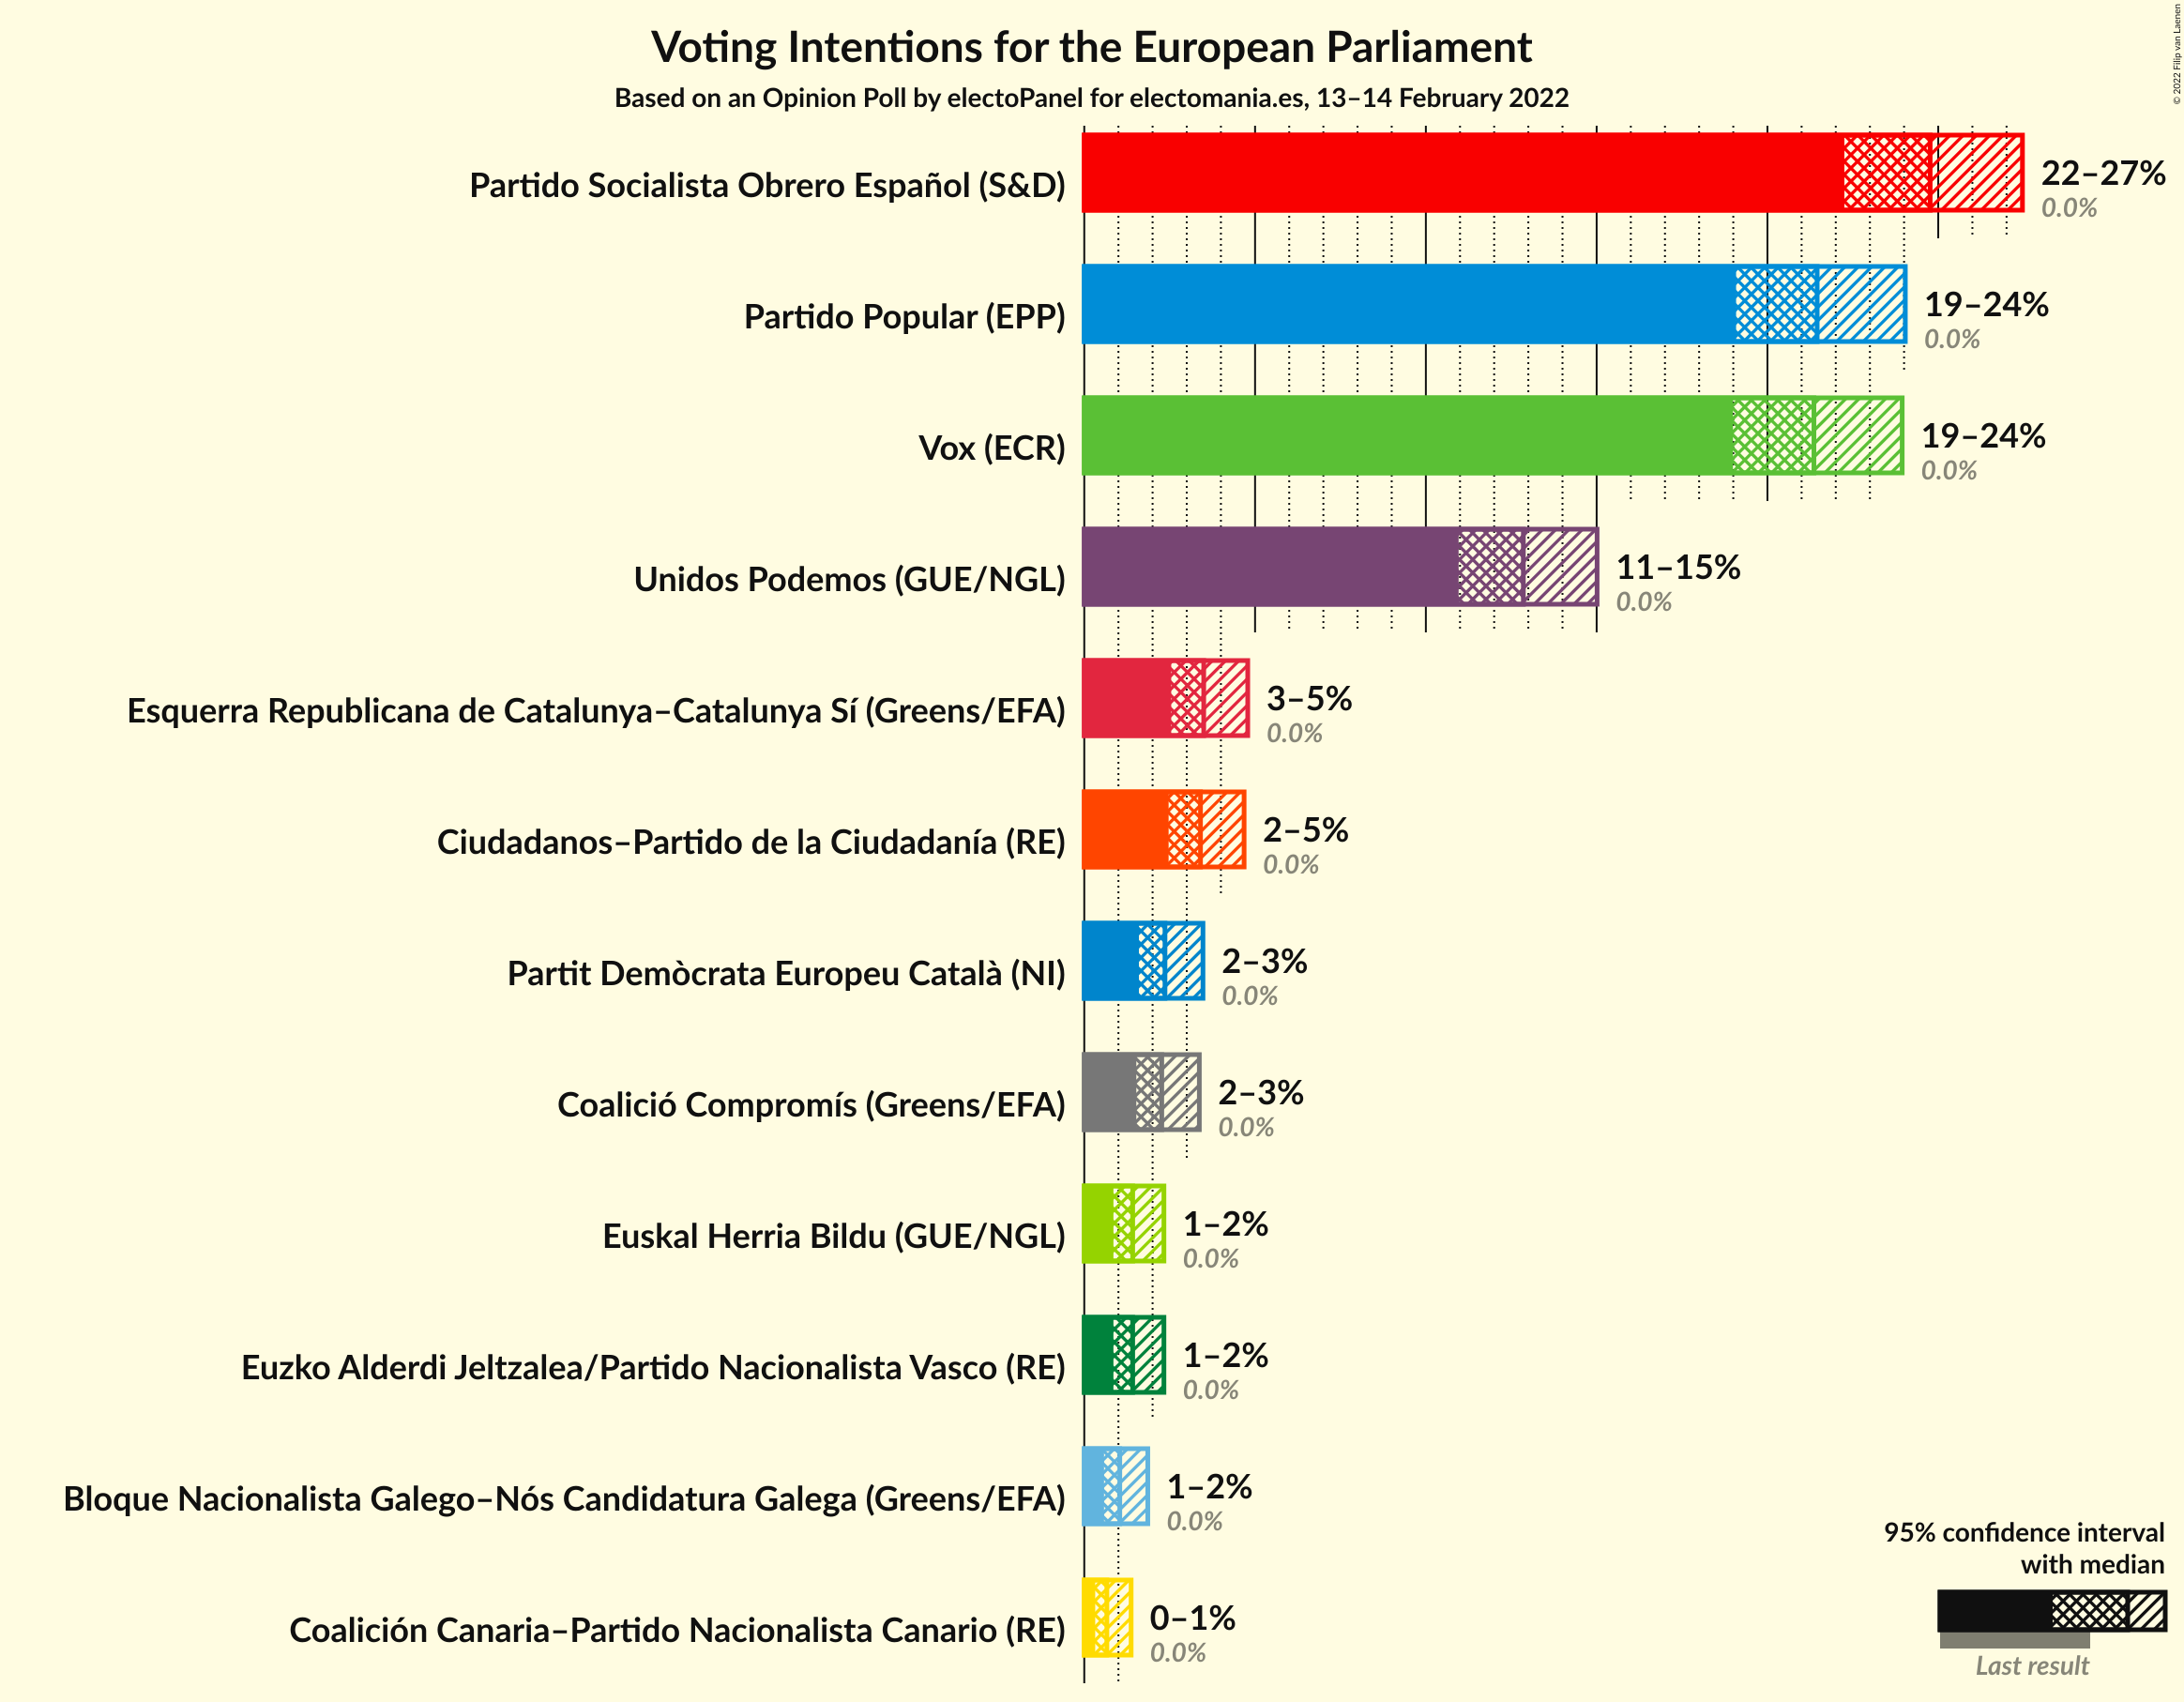 Voting Intentions for the European Parliament
Based on an Opinion Poll by electoPanel for electomania.es, 13–14 February 2022
© 2022 Filip van Laenen
Partido Socialista Obrero Español (S&D)
22–27%
0.0%
Partido Popular (EPP)
19–24%
0.0%
Vox (ECR)
19–24%
0.0%
Unidos Podemos (GUE/NGL)
11–15%
0.0%
Esquerra Republicana de Catalunya–Catalunya Sí (Greens/EFA)
3–5%
0.0%
Ciudadanos–Partido de la Ciudadanía (RE)
2–5%
0.0%
Partit Demòcrata Europeu Català (NI)
2–3%
0.0%
Coalició Compromís (Greens/EFA)
2–3%
0.0%
Euskal Herria Bildu (GUE/NGL)
1–2%
0.0%
Euzko Alderdi Jeltzalea/Partido Nacionalista Vasco (RE)
1–2%
0.0%
Bloque Nacionalista Galego–Nós Candidatura Galega (Greens/EFA)
1–2%
0.0%
Coalición Canaria–Partido Nacionalista Canario (RE)
0–1%
0.0%
95% confidence interval
with median
Last result